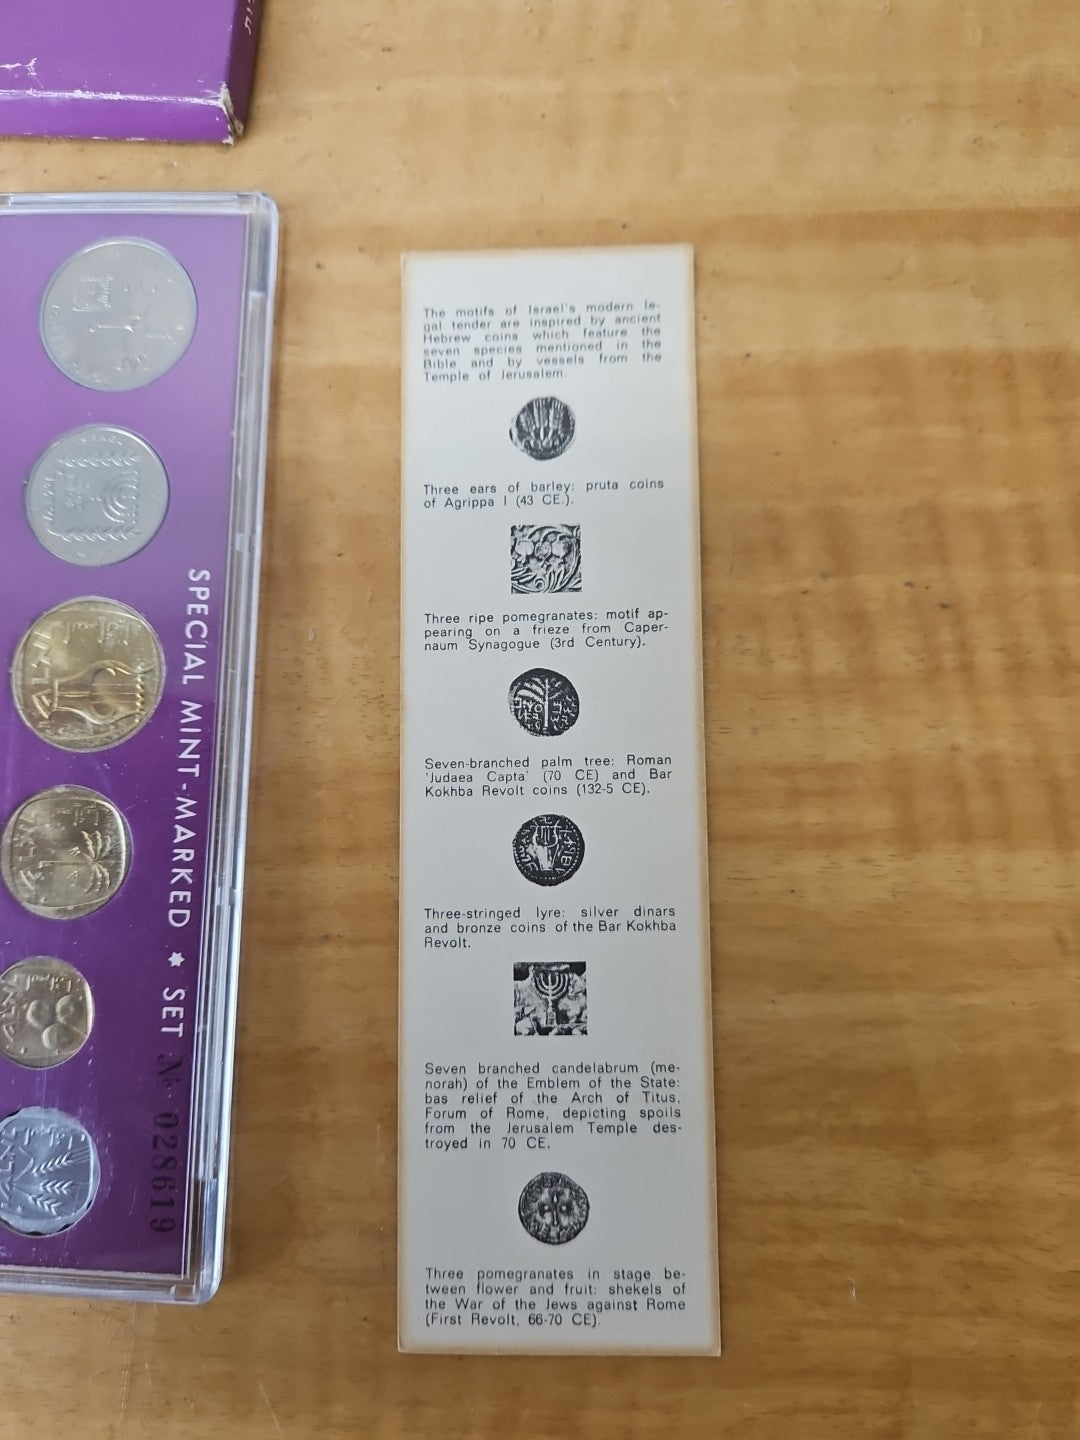 SPECIAL MINT-MARKED ★ SET № 028619
ISRAEL
The motifs of Israel's modern le-
gal tender are inspired by ancient
Hebrew coins which feature the
seven species mentioned in the
Bible and by vessels from the
Temple of Jerusalem.
Three ears of barley: pruta coins
of Agrippa I (43 CE.).
Three ripe pomegranates: motif ap-
pearing on a frieze from Caper-
naum Synagogue (3rd Century).
Seven-branched palm tree: Roman
'Judaea Capta' (70 CE) and Bar
Kokhba Revolt coins (132-5 CE).
Three-stringed lyre: silver dinars
and bronze coins of the Bar Kokhba
Revolt.
Seven branched candelabrum (me-
norah) of the Emblem of the State:
bas relief of the Arch of Titus,
Forum of Rome, depicting spoils
from the Jerusalem Temple des-
troyed in 70 CE.
Three pomegranates in stage be-
tween flower and fruit: shekels of
the War of the Jews against Rome
(First Revolt, 66-70 CE).